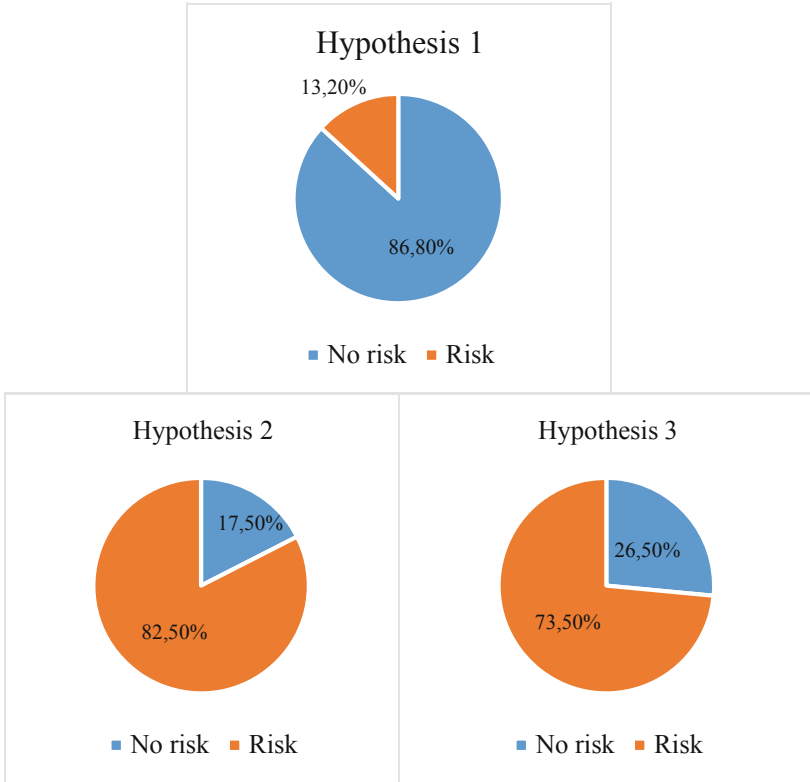 Hypothesis 1
13,20%
86,80%
No risk Risk
Hypothesis 2
17,50%
82,50%
No risk Risk
Hypothesis 3
26,50%
73,50%
No risk Risk